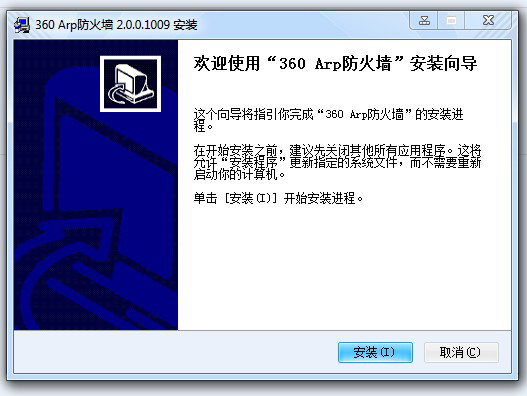 360 Arp防火墙 2.0.0.1009 安装
欢迎使用“360 Arp防火墙”安装向导
这个向导将指引你完成“360 Arp防火墙”的安装进
程。
在开始安装之前，建议先关闭其他所有应用程序。这将
允许“安装程序”更新指定的系统文件，而不需要重新
启动你的计算机。
单击 [安装(I)] 开始安装进程。
安装(I)
取消(C)